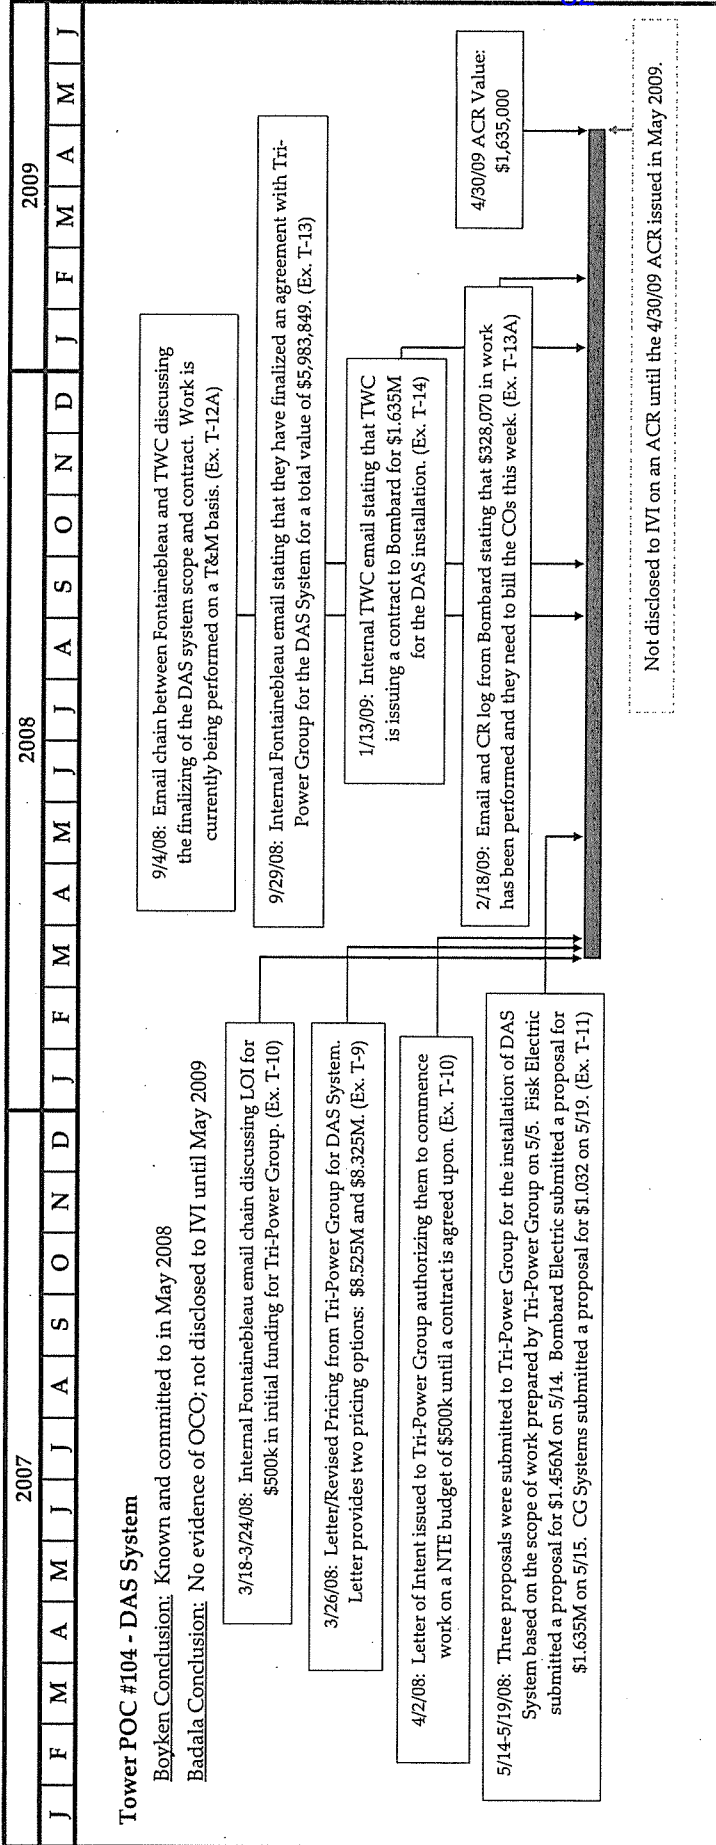 2007 2008 2009
J F M A M J J A S O N D J F M A M J J A S O N D J F M A M J
Tower POC #104 - DAS System
Boyken Conclusion: Known and committed to in May 2008
Badala Conclusion: No evidence of OCO; not disclosed to IVI until May 2009
3/18-3/24/08: Internal Fontainebleau email chain discussing LOI for
$500k in initial funding for Tri-Power Group. (Ex. T-10)
3/26/08: Letter/Revised Pricing from Tri-Power Group for DAS System.
Letter provides two pricing options: $8.525M and $8.325M. (Ex. T-9)
4/2/08: Letter of Intent issued to Tri-Power Group authorizing them to commence
work on a NTE budget of $500k until a contract is agreed upon. (Ex. T-10)
5/14-5/19/08: Three proposals were submitted to Tri-Power Group for the installation of DAS
System based on the scope of work prepared by Tri-Power Group on 5/5. Fisk Electric
submitted a proposal for $1.456M on 5/14. Bombard Electric submitted a proposal for
$1.635M on 5/15. CG Systems submitted a proposal for $1.032 on 5/19. (Ex. T-11)
9/4/08: Email chain between Fontainebleau and TWC discussing
the finalizing of the DAS system scope and contract. Work is
currently being performed on a T&M basis. (Ex. T-12A)
9/29/08: Internal Fontainebleau email stating that they have finalized an agreement with Tri-
Power Group for the DAS System for a total value of $5,983,849. (Ex. T-13)
1/13/09: Internal TWC email stating that TWC
is issuing a contract to Bombard for $1.635M
for the DAS installation. (Ex. T-14)
2/18/09: Email and CR log from Bombard stating that $328,070 in work
has been performed and they need to bill the COs this week. (Ex. T-13A)
4/30/09 ACR Value:
$1,635,000
Not disclosed to IVI on an ACR until the 4/30/09 ACR issued in May 2009.